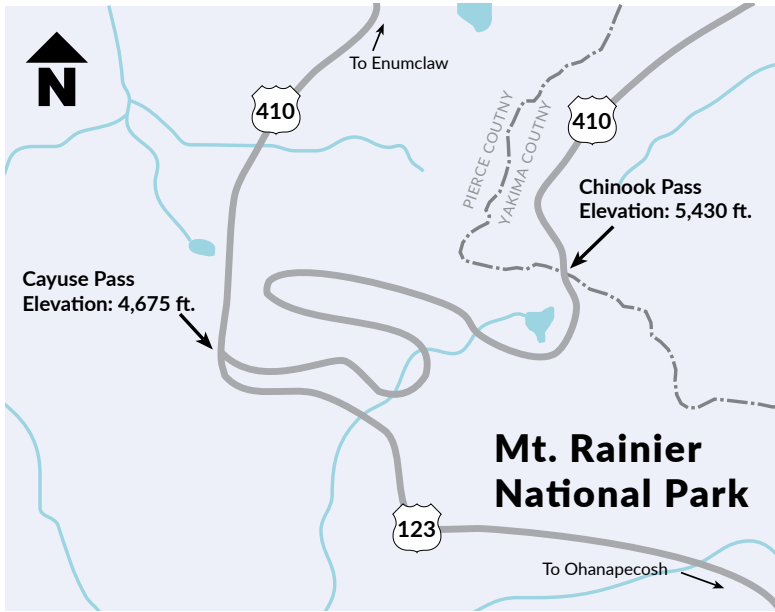 N
To Enumclaw
410
410
PIERCE COUTNY
YAKIMA COUTNY
Chinook Pass
Elevation: 5,430 ft.
Cayuse Pass
Elevation: 4,675 ft.
Mt. Rainier
National Park
123
To Ohanapecosh